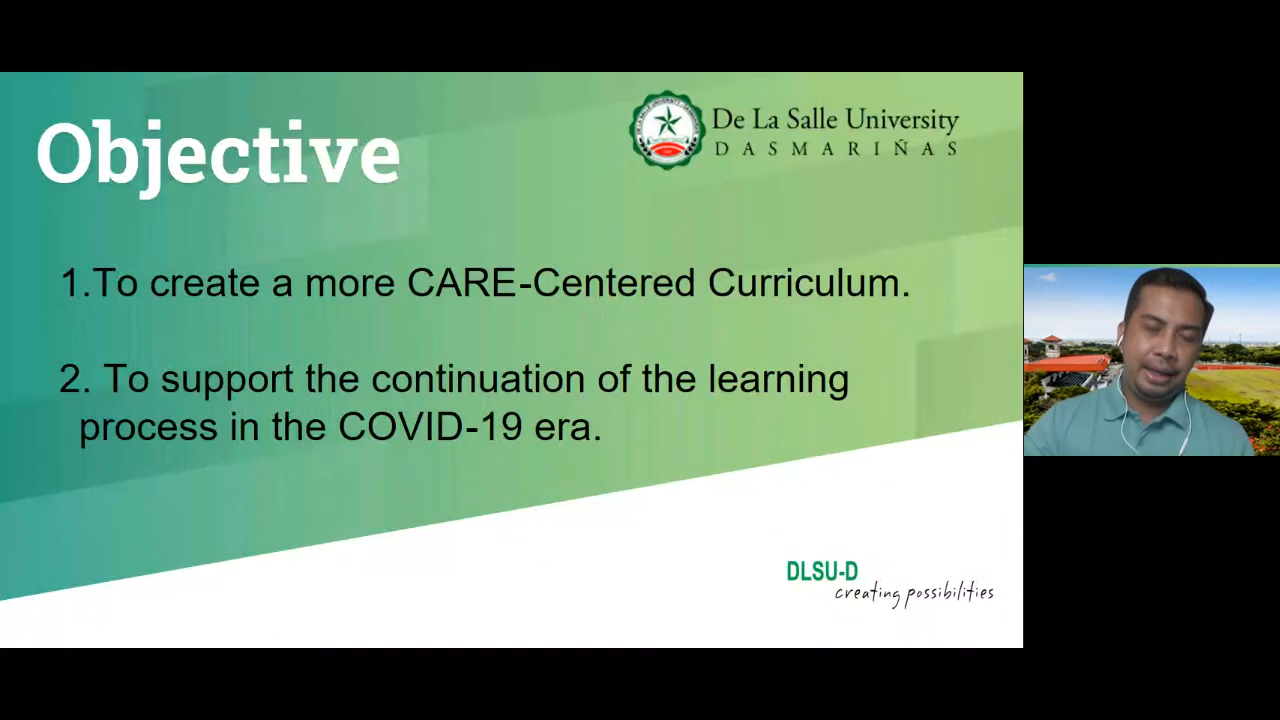 Objective
De La Salle University
DASMARIÑAS
1.To create a more CARE-Centered Curriculum.
2. To support the continuation of the learning
process in the COVID-19 era.
DLSU-D
creating possibilities